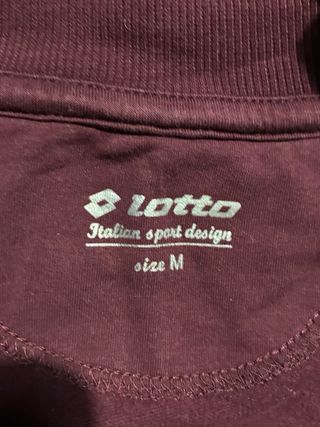 lotto
Italian sport design
size M